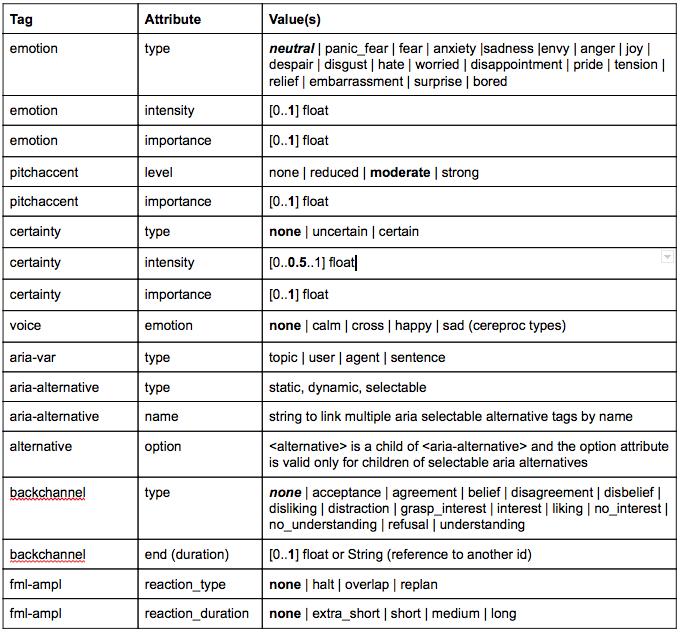 Tag Attribute Value(s)
emotion type neutral | panic_fear | fear | anxiety |sadness |envy | anger | joy |
despair | disgust | hate | worried | disappointment | pride | tension |
relief | embarrassment | surprise | bored
emotion intensity [0..1] float
emotion importance [0..1] float
pitchaccent level none | reduced | moderate | strong
pitchaccent importance [0..1] float
certainty type none | uncertain | certain
certainty intensity [0..0.5..1] float
certainty importance [0..1] float
voice emotion none | calm | cross | happy | sad (cereproc types)
aria-var type topic | user | agent | sentence
aria-alternative type static, dynamic, selectable
aria-alternative name string to link multiple aria selectable alternative tags by name
alternative option <alternative> is a child of <aria-alternative> and the option attribute
is valid only for children of selectable aria alternatives
backchannel type none | acceptance | agreement | belief | disagreement | disbelief |
disliking | distraction | grasp_interest | interest | liking | no_interest |
no_understanding | refusal | understanding
backchannel end (duration) [0..1] float or String (reference to another id)
fml-ampl reaction_type none | halt | overlap | replan
fml-ampl reaction_duration none | extra_short | short | medium | long